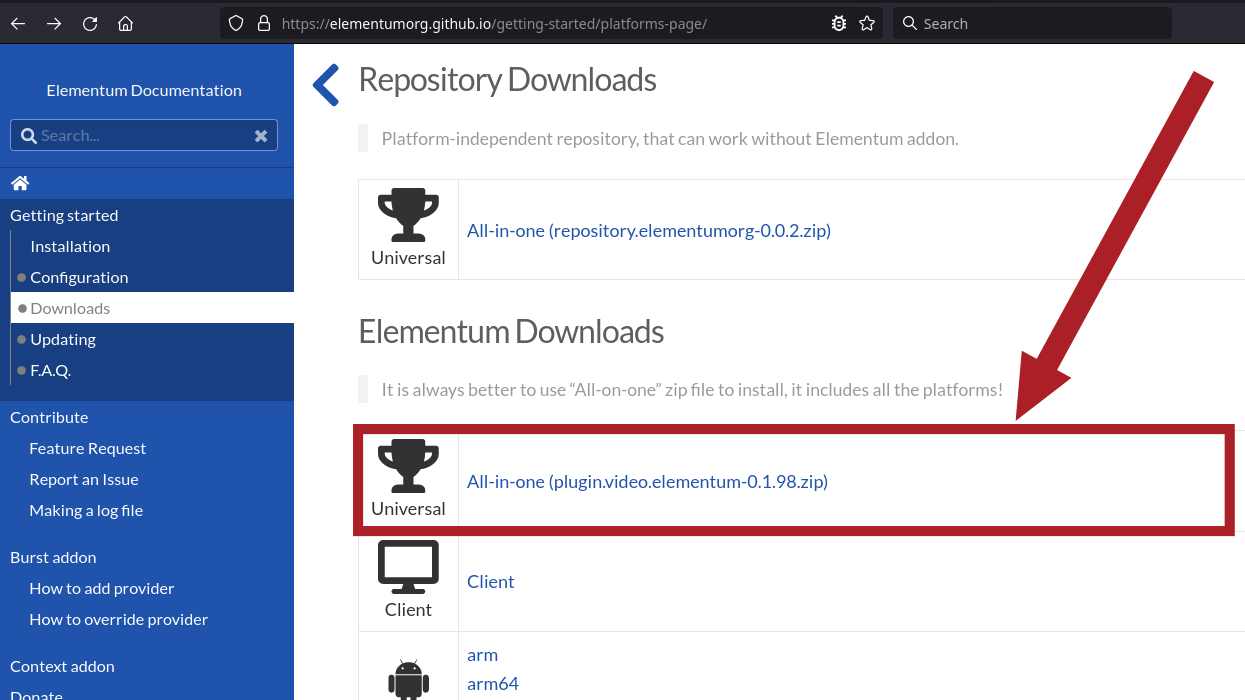 https://elementumorg.github.io/getting-started/platforms-page/
Search
Elementum Documentation
Search...
Getting started
Installation
Configuration
Downloads
Updating
F.A.Q.
Contribute
Feature Request
Report an Issue
Making a log file
Burst addon
How to add provider
How to override provider
Context addon
Donate
Repository Downloads
Platform-independent repository, that can work without Elementum addon.
Universal
All-in-one (repository.elementumorg-0.0.2.zip)
Elementum Downloads
It is always better to use “All-on-one” zip file to install, it includes all the platforms!
Universal
All-in-one (plugin.video.elementum-0.1.98.zip)
Client
Client
arm
arm64